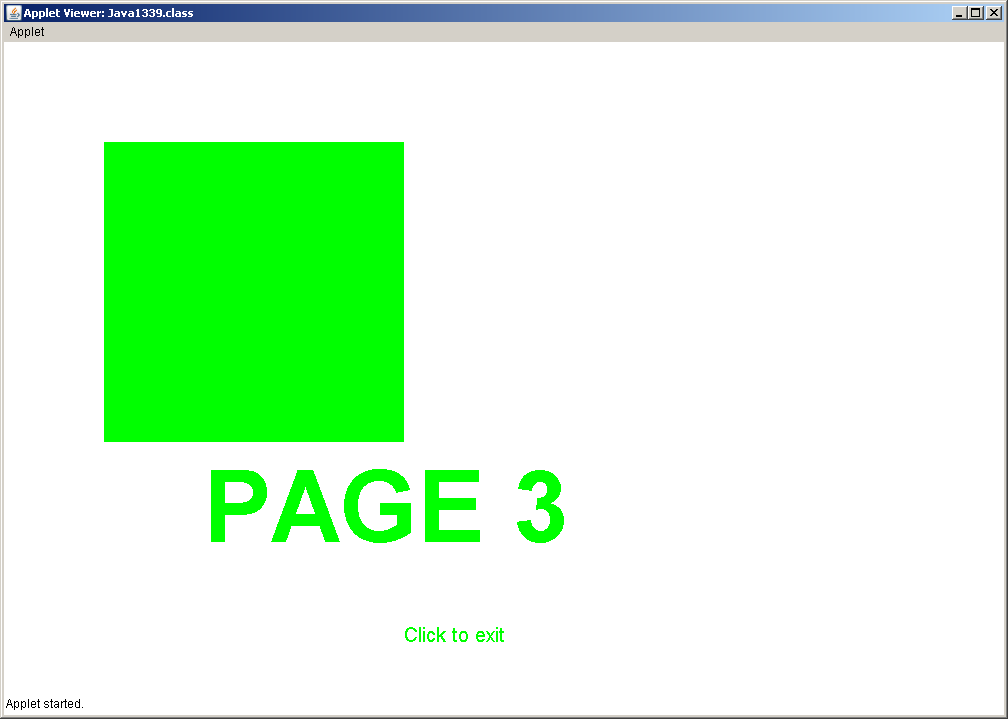 Applet Viewer: Java1339.class
Applet
PAGE 3
Click to exit
Applet started.